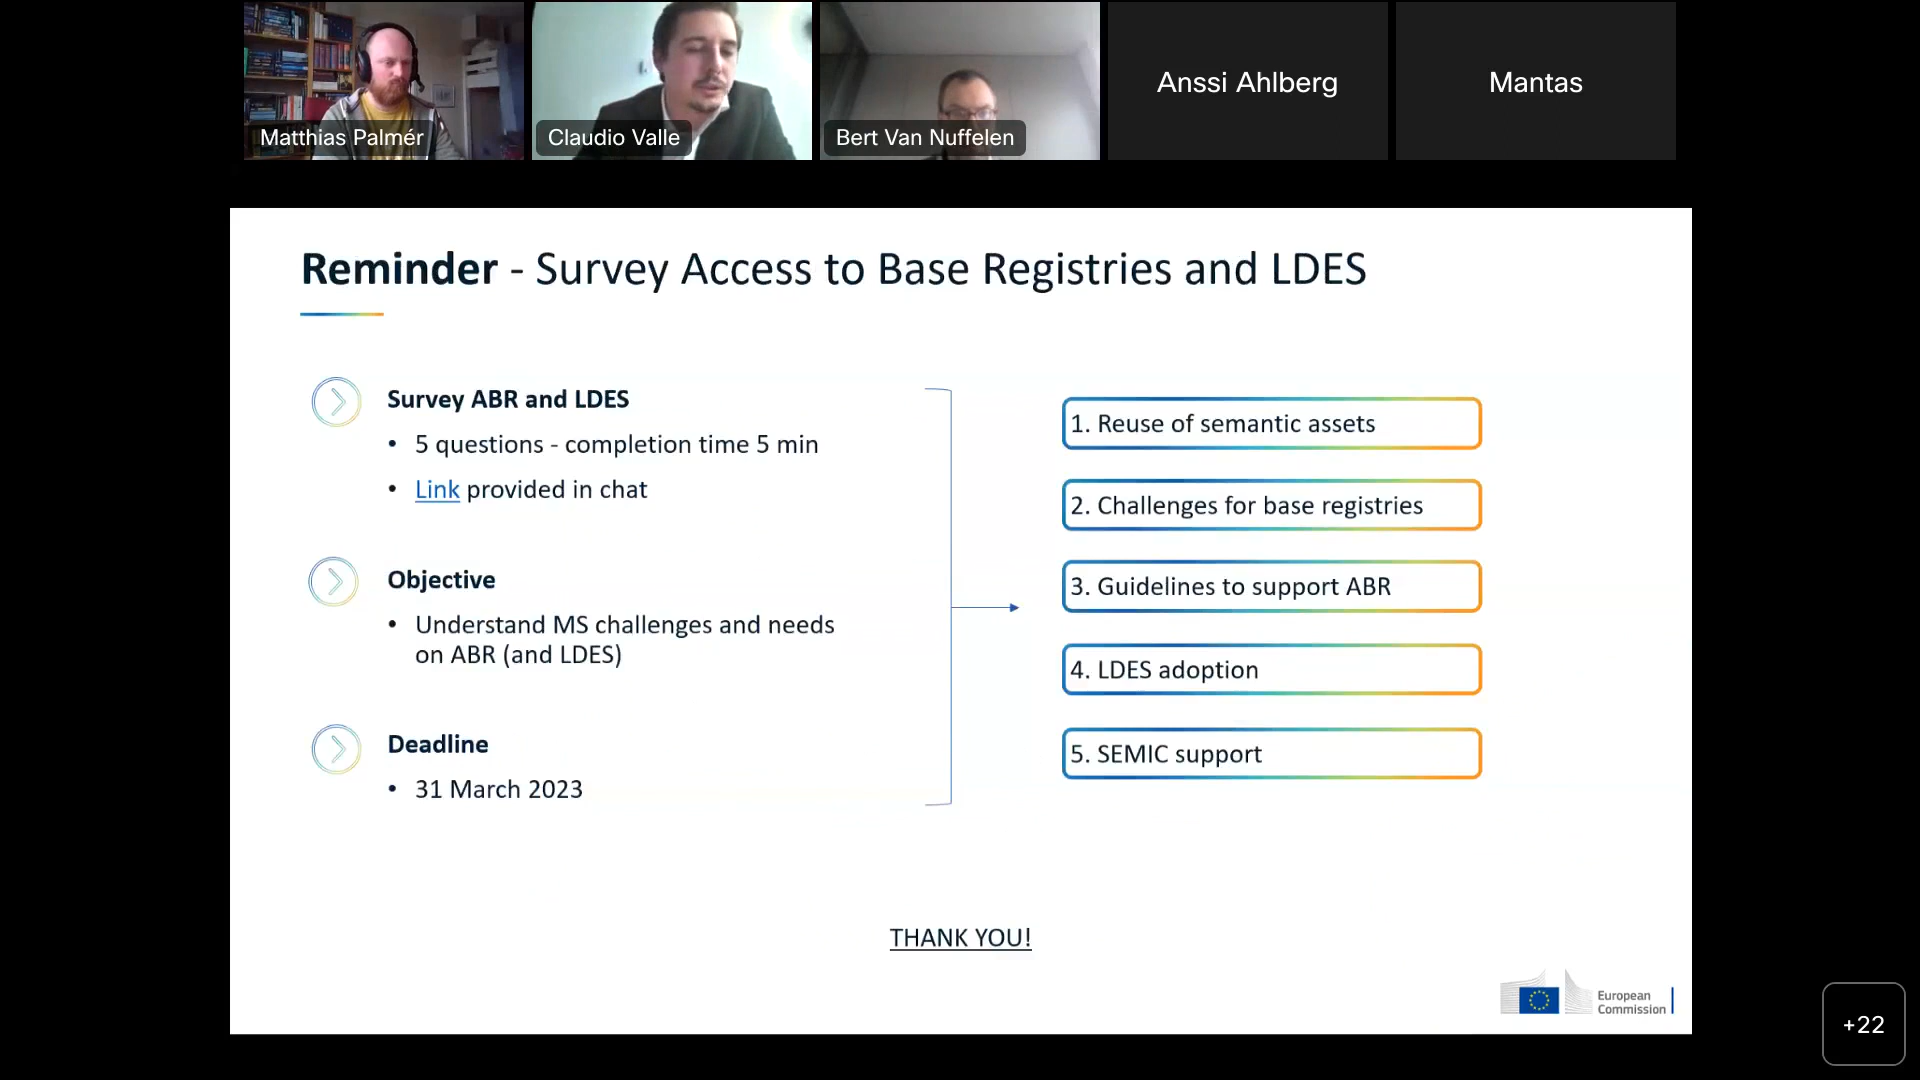 Matthias Palmér
Claudio Valle
Bert Van Nuffelen
Anssi Ahlberg
Mantas
Reminder - Survey Access to Base Registries and LDES
Survey ABR and LDES
• 5 questions - completion time 5 min
• Link provided in chat
Objective
• Understand MS challenges and needs
on ABR (and LDES)
Deadline
• 31 March 2023
1. Reuse of semantic assets
2. Challenges for base registries
3. Guidelines to support ABR
4. LDES adoption
5. SEMIC support
THANK YOU!
European
Commission
+22